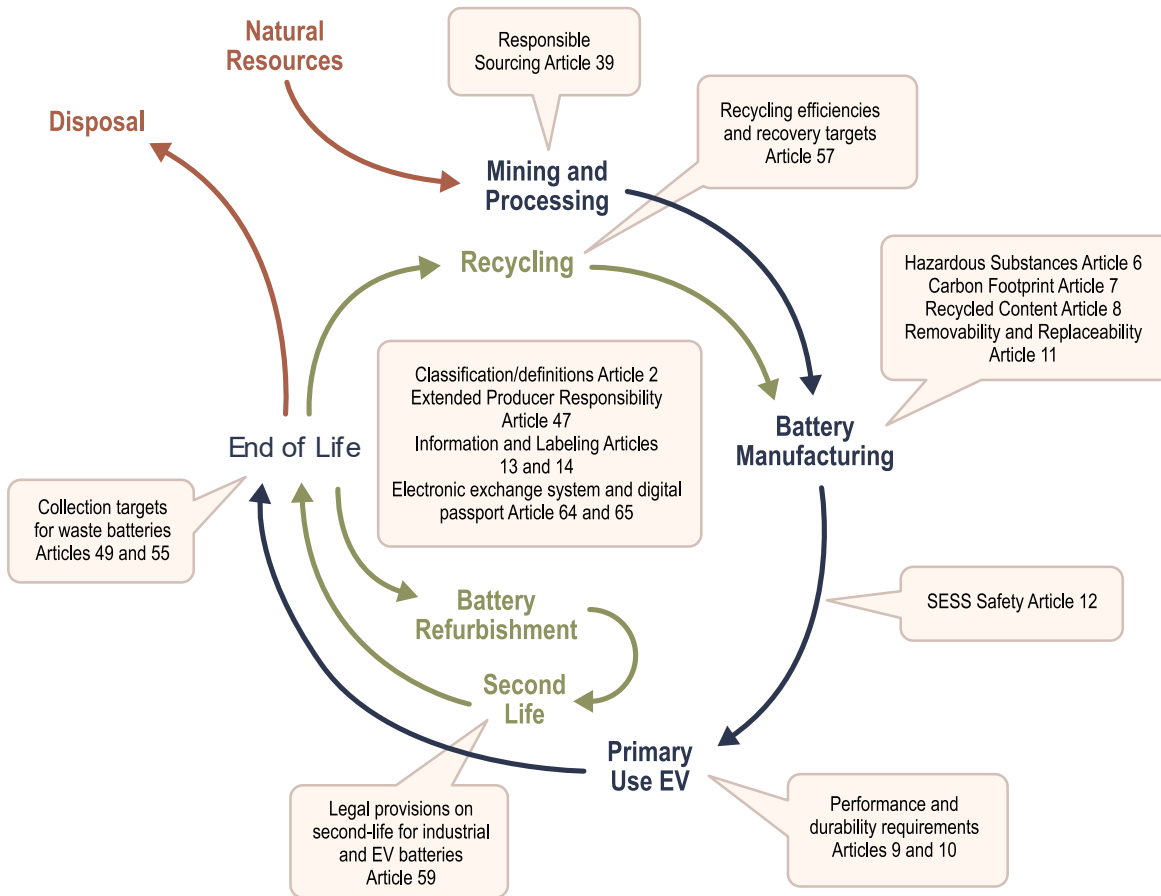 Natural
Resources
Responsible
Sourcing Article 39
Disposal
Recycling efficiencies
and recovery targets
Article 57
Mining and
Processing
Recycling
Hazardous Substances Article 6
Carbon Footprint Article 7
Recycled Content Article 8
Removability and Replaceability
Article 11
Classification/definitions Article 2
Extended Producer Responsibility
Article 47
Information and Labeling Articles
13 and 14
Electronic exchange system and digital
passport Article 64 and 65
Battery
Manufacturing
End of Life
Collection targets
for waste batteries
Articles 49 and 55
Battery
Refurbishment
SESS Safety Article 12
Second
Life
Primary
Use EV
Legal provisions on
second-life for industrial
and EV batteries
Article 59
Performance and
durability requirements
Articles 9 and 10